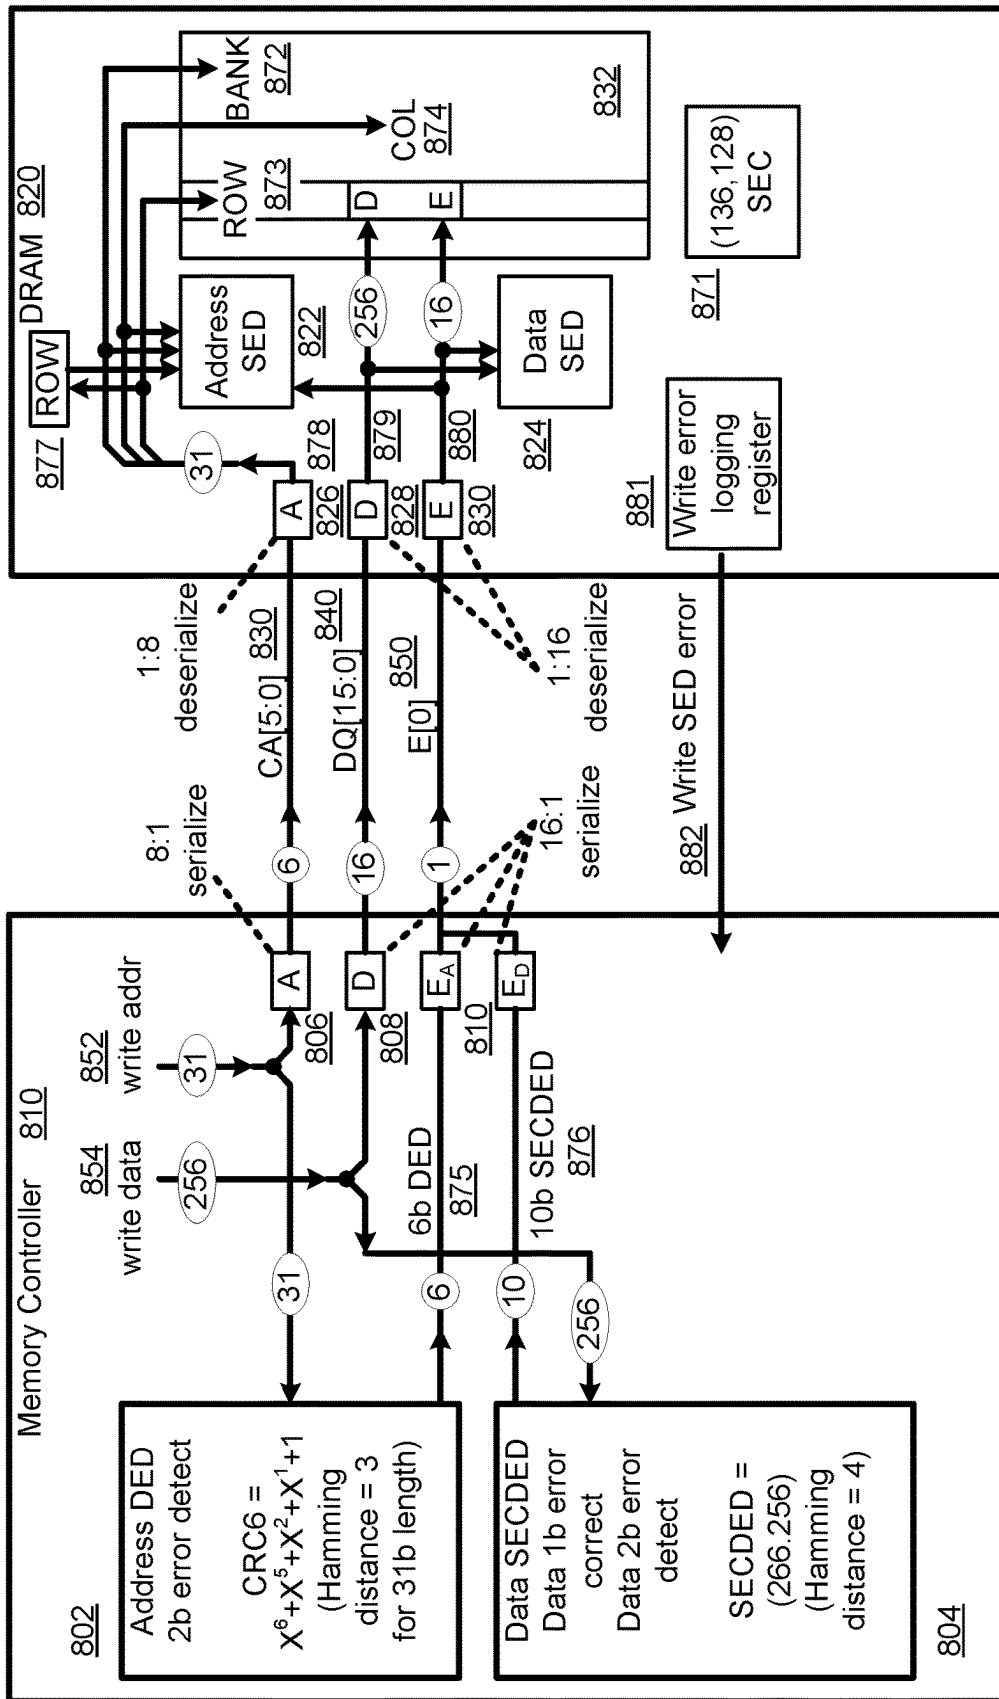 Memory Controller 810
802
Address DED
2b error detect
CRC6 =
X⁶+X⁵+X²+X¹+1
(Hamming
distance = 3
for 31b length)
Data SECDED
Data 1b error
correct
Data 2b error
detect
SECDED =
(266.256)
(Hamming
distance = 4)
804
854
write data
256
852
write addr
31
31
6
6b DED
875
10
10b SECDED
876
256
A
806
D
808
E_A
810
E_D
8:1
serialize
6
16
1
16:1
serialize
CA[5:0]
830
DQ[15:0]
840
E[0]
850
1:8
deserialize
1:16
deserialize
882 Write SED error
DRAM 820
877
ROW
31
A
826
878
D
828
879
E
830
880
Address
SED
822
256
16
Data
SED
824
881
Write error
logging
register
BANK
872
COL
874
ROW
873
D
E
832
871
(136,128)
SEC